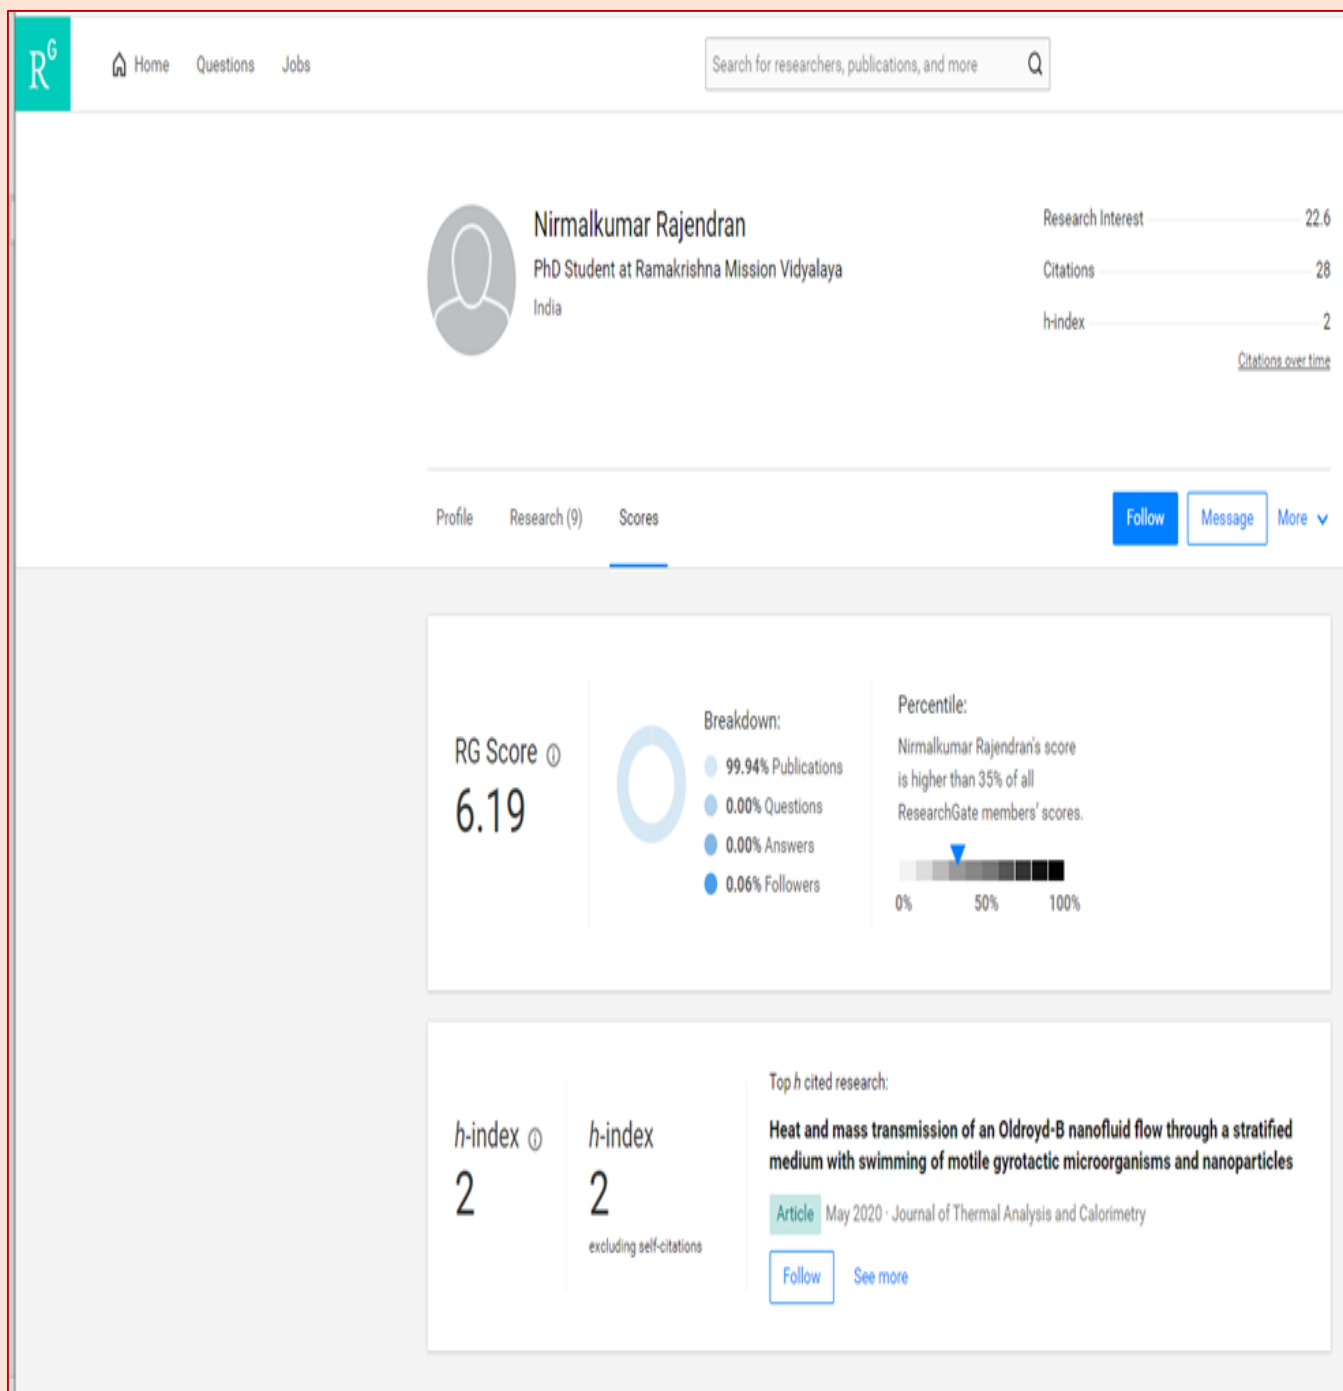 RG
Home Questions Jobs
Search for researchers, publications, and more
Nirmalkumar Rajendran
PhD Student at Ramakrishna Mission Vidyalaya
India
Research Interest 22.6
Citations 28
h-index 2
Citations over time
Profile Research (9) Scores
Follow Message More
RG Score
6.19
Breakdown:
99.94% Publications
0.00% Questions
0.00% Answers
0.06% Followers
Percentile:
Nirmalkumar Rajendran's score
is higher than 35% of all
ResearchGate members' scores.
0% 50% 100%
h-index
2
h-index
2
excluding self-citations
Top h cited research:
Heat and mass transmission of an Oldroyd-B nanofluid flow through a stratified
medium with swimming of motile gyrotactic microorganisms and nanoparticles
Article May 2020 · Journal of Thermal Analysis and Calorimetry
Follow See more